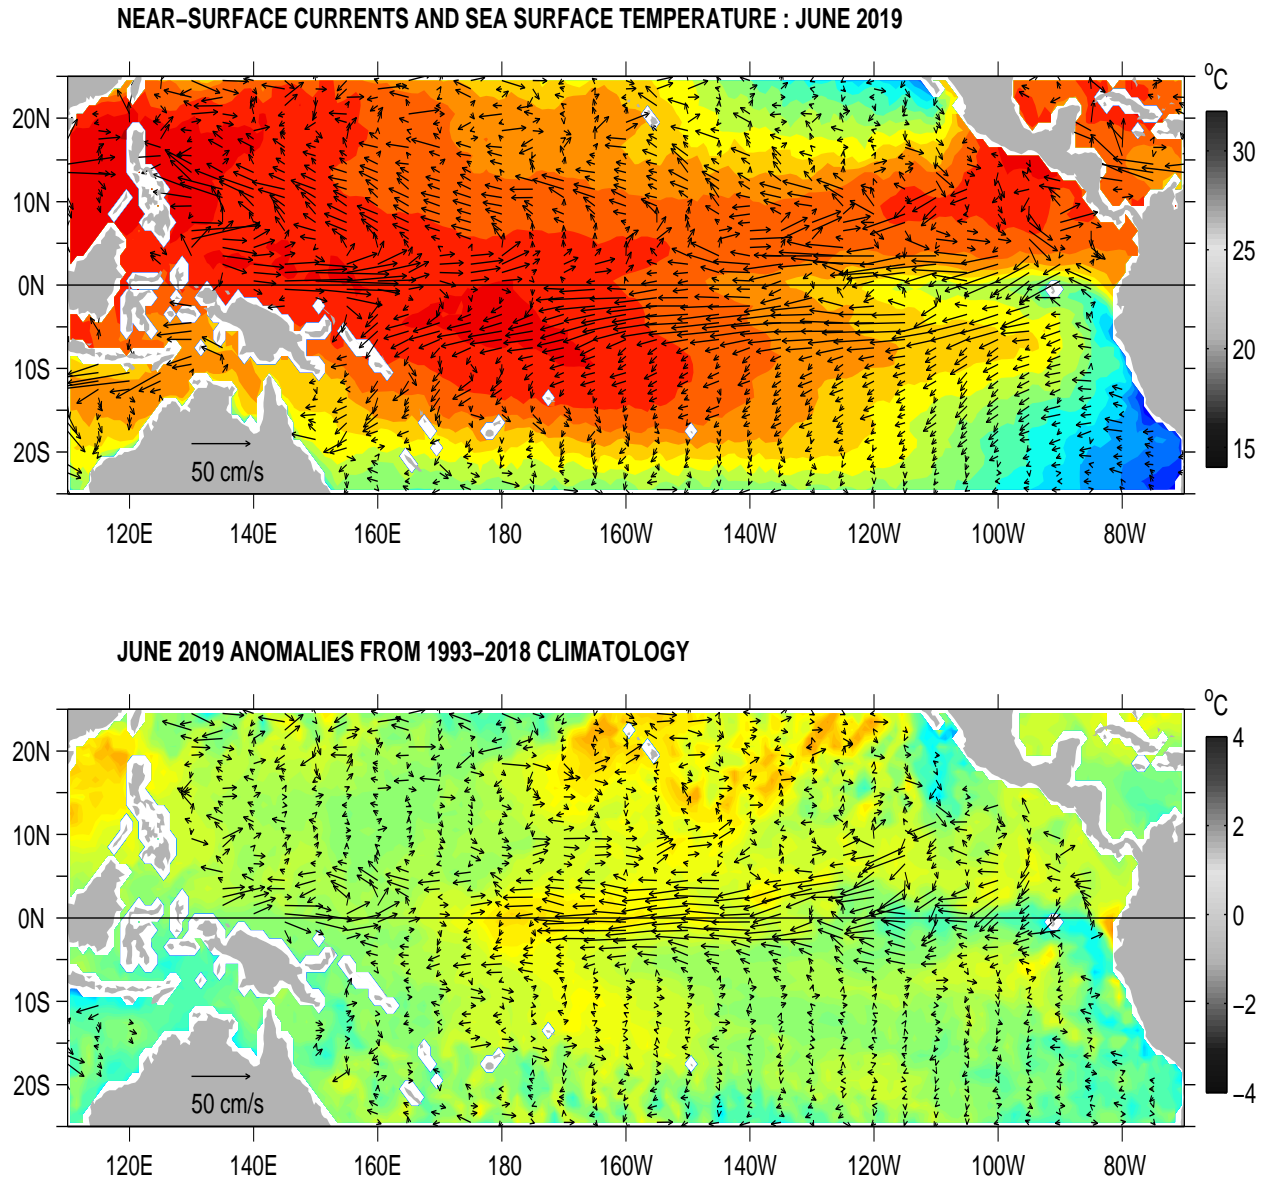 NEAR–SURFACE CURRENTS AND SEA SURFACE TEMPERATURE : JUNE 2019
oC
20N
10N
0N
10S
20S
30
25
20
15
50 cm/s
120E 140E 160E 180 160W 140W 120W 100W 80W
JUNE 2019 ANOMALIES FROM 1993–2018 CLIMATOLOGY
oC
20N
10N
0N
10S
20S
4
2
0
−2
−4
50 cm/s
120E 140E 160E 180 160W 140W 120W 100W 80W